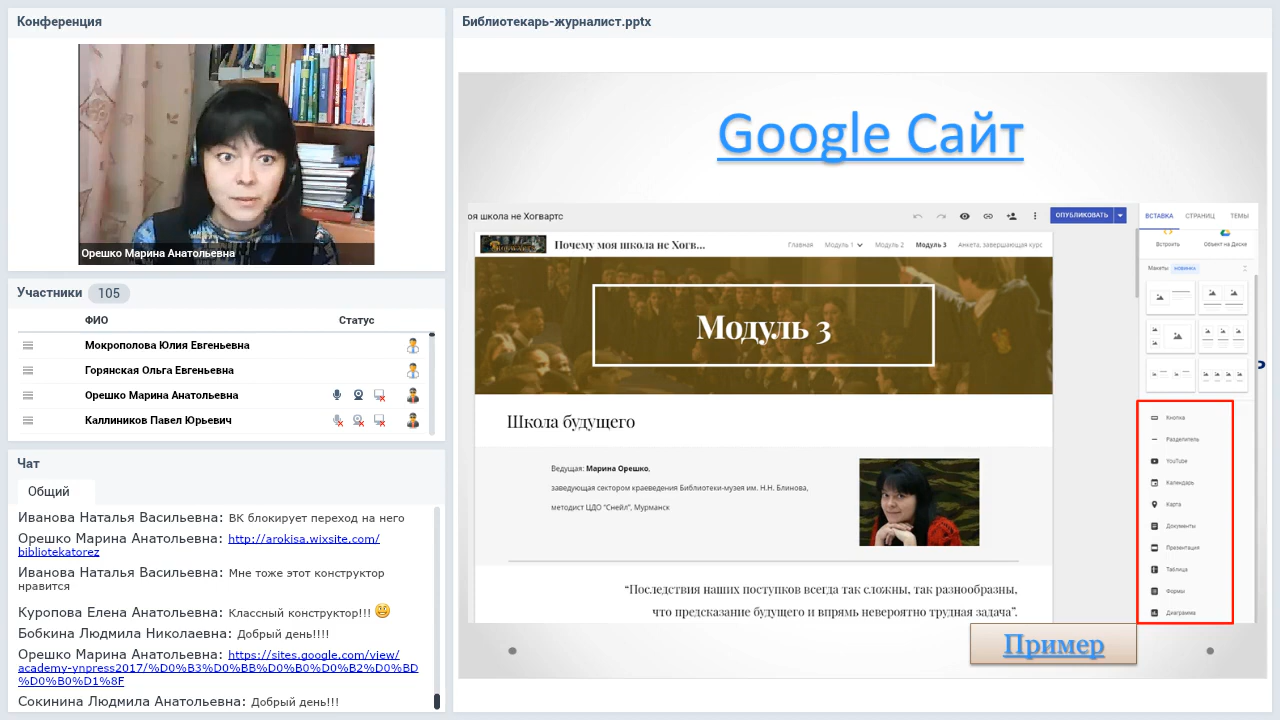 Конференция
Орешко Марина Анатольевна
Участники 105
ФИО Статус
Мокрополова Юлия Евгеньевна
Горянская Ольга Евгеньевна
Орешко Марина Анатольевна
Каллиников Павел Юрьевич
Чат
Общий
Иванова Наталья Васильевна: ВК блокирует переход на него
Орешко Марина Анатольевна: http://arokisa.wixsite.com/
bibliotekatorez
Иванова Наталья Васильевна: Мне тоже этот конструктор
нравится
Куропова Елена Анатольевна: Классный конструктор!!!
Бобкина Людмила Николаевна: Добрый день!!!!
Орешко Марина Анатольевна: https://sites.google.com/view/
academy-ynpress2017/%D0%B3%D0%BB%D0%B0%D0%B2%D0%BD
%D0%B0%D1%8F
Сокинина Людмила Анатольевна: Добрый день!!!
Библиотекарь-журналист.pptx
Google Сайт
оя школа не Хогвартс
ОПУБЛИКОВАТЬ
ВСТАВКА СТРАНИЦ ТЕМЫ
Почему моя школа не Хогв...
Главная Модуль 1 Модуль 2 Модуль 3 Анкета, завершающая курс
Встроить Объект на Диске
Макеты НОВИНКА
Модуль 3
Школа будущего
Ведущая: Марина Орешко,
заведующая сектором краеведения Библиотеки-музея им. Н.Н. Блинова,
методист ЦДО "Снейл", Мурманск
“Последствия наших поступков всегда так сложны, так разнообразны,
что предсказание будущего и впрямь невероятно трудная задача”.
Кнопка
Разделитель
YouTube
Календарь
Карта
Документы
Презентация
Таблица
Формы
Диаграмма
Пример